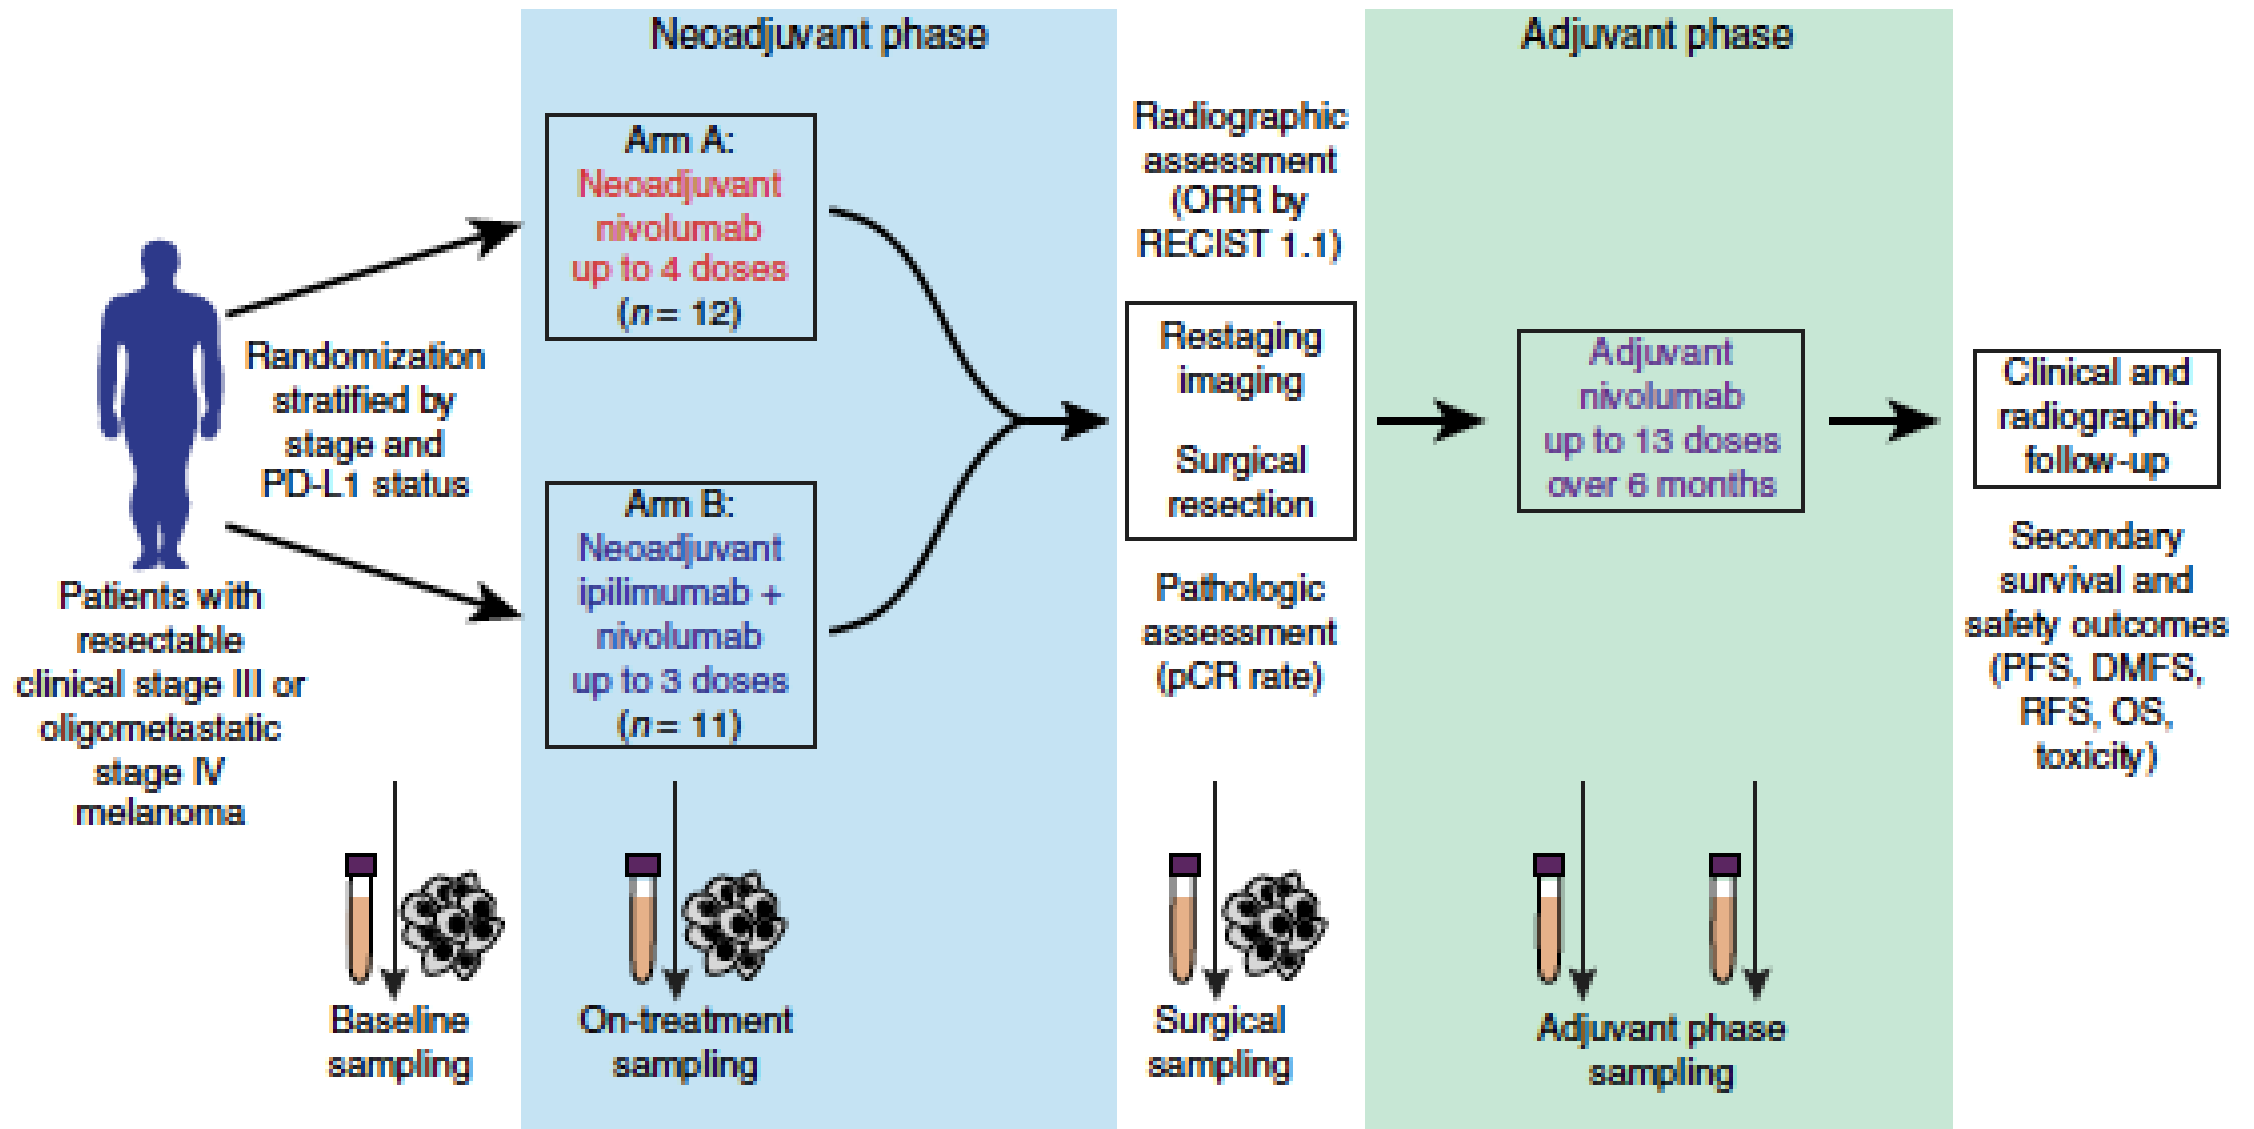 Neoadjuvant phase
Adjuvant phase
Arm A:
Neoadjuvant
nivolumab
up to 4 doses
(n = 12)
Radiographic
assessment
(ORR by
RECIST 1.1)
Randomization
stratified by
stage and
PD-L1 status
Restaging
imaging
Surgical
resection
Adjuvant
nivolumab
up to 13 doses
over 6 months
Clinical and
radiographic
follow-up
Arm B:
Neoadjuvant
ipilimumab +
nivolumab
up to 3 doses
(n = 11)
Patients with
resectable
clinical stage III or
oligometastatic
stage IV
melanoma
Pathologic
assessment
(pCR rate)
Secondary
survival and
safety outcomes
(PFS, DMFS,
RFS, OS,
toxicity)
Baseline
sampling
On-treatment
sampling
Surgical
sampling
Adjuvant phase
sampling